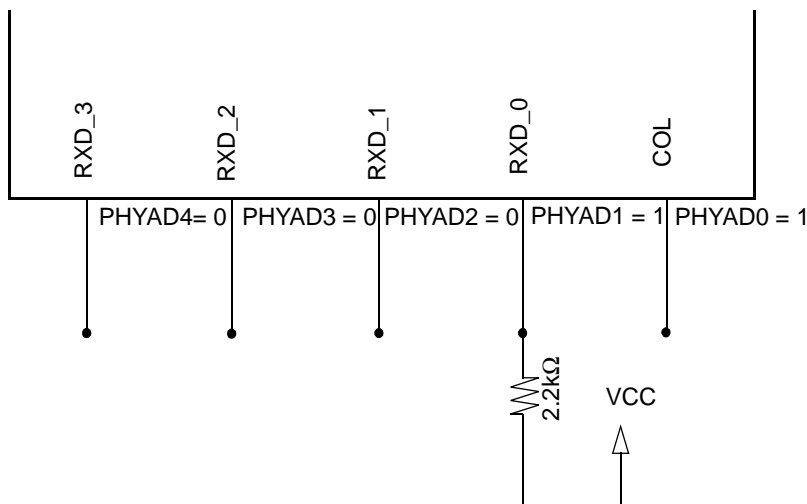 RXD_3
RXD_2
RXD_1
RXD_0
COL
PHYAD4= 0
PHYAD3 = 0
PHYAD2 = 0
PHYAD1 = 1
PHYAD0 = 1
2.2kΩ
VCC